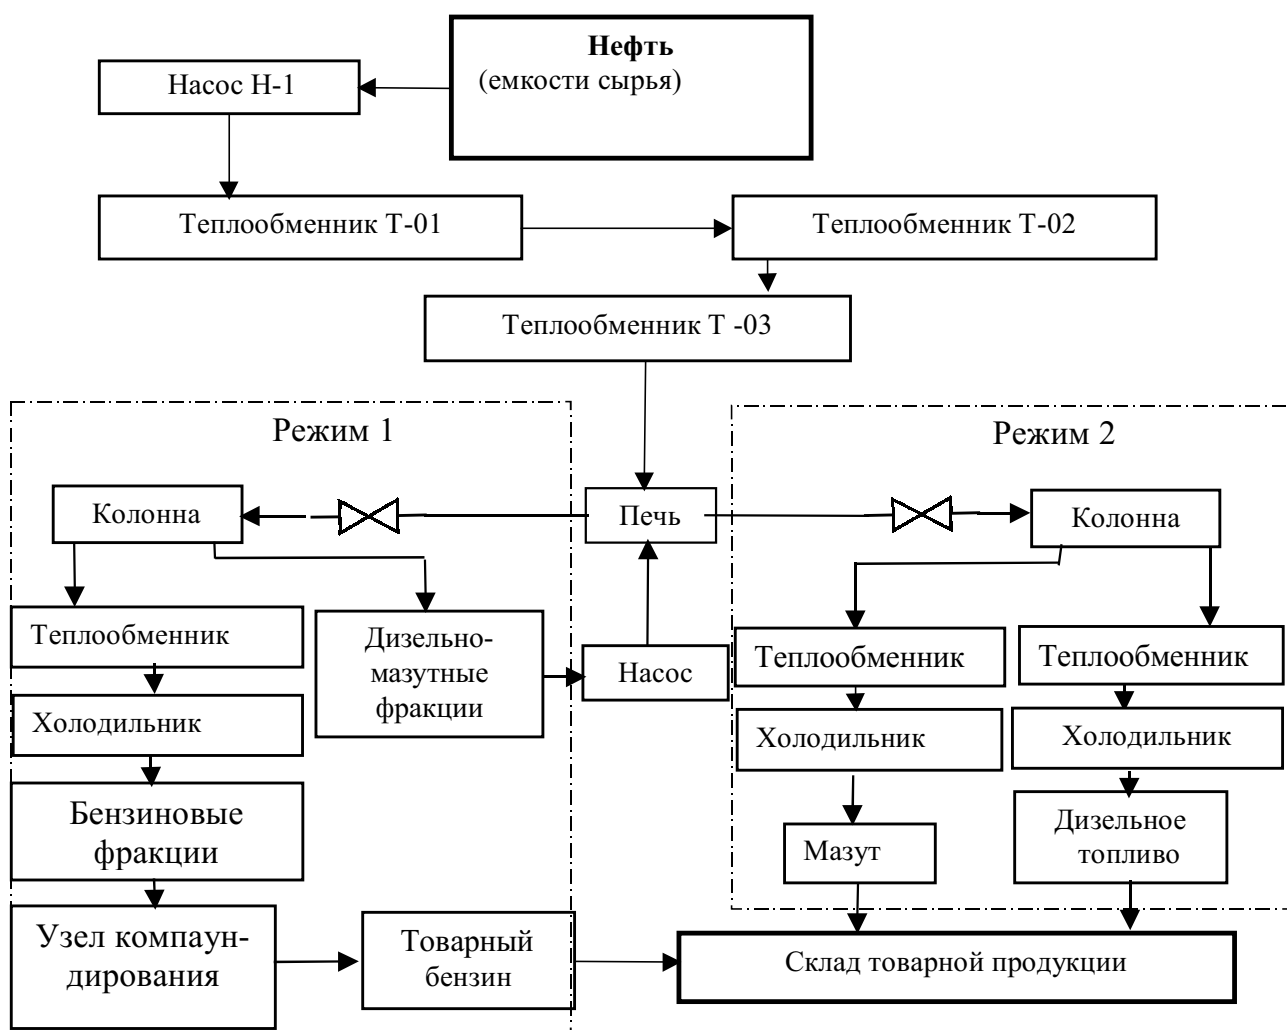 Нефть
(емкости сырья)
Насос Н-1
Теплообменник Т-01
Теплообменник Т-02
Теплообменник Т -03
Режим 1
Режим 2
Колонна
Печь
Колонна
Теплообменник
Дизельно-
мазутные
фракции
Насос
Теплообменник
Теплообменник
Холодильник
Холодильник
Холодильник
Бензиновые
фракции
Мазут
Дизельное
топливо
Узел компаун-
дирования
Товарный
бензин
Склад товарной продукции